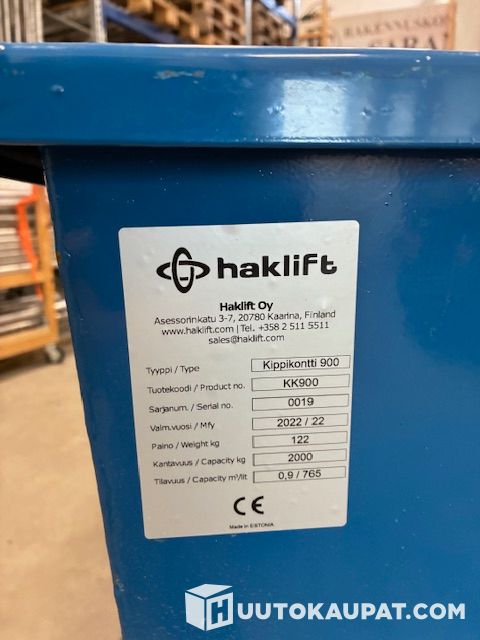 RAKENNUSKO
haklift
Haklift Oy
Asessorinkatu 3-7, 20780 Kaarina, Finland
www.haklift.com | Tel. +358 2 511 5511
sales@haklift.com
Tyyppi / Type Kippikontti 900
Tuotekoodi / Product no. KK900
Sarjanum. / Serial no. 0019
Valm.vuosi / Mfy 2022 / 22
Paino / Weight kg 122
Kantavuus / Capacity kg 2000
Tilavuus / Capacity m³/lit 0,9 / 765
CE
Made in ESTONIA
HUUTOKAUPAT.COM